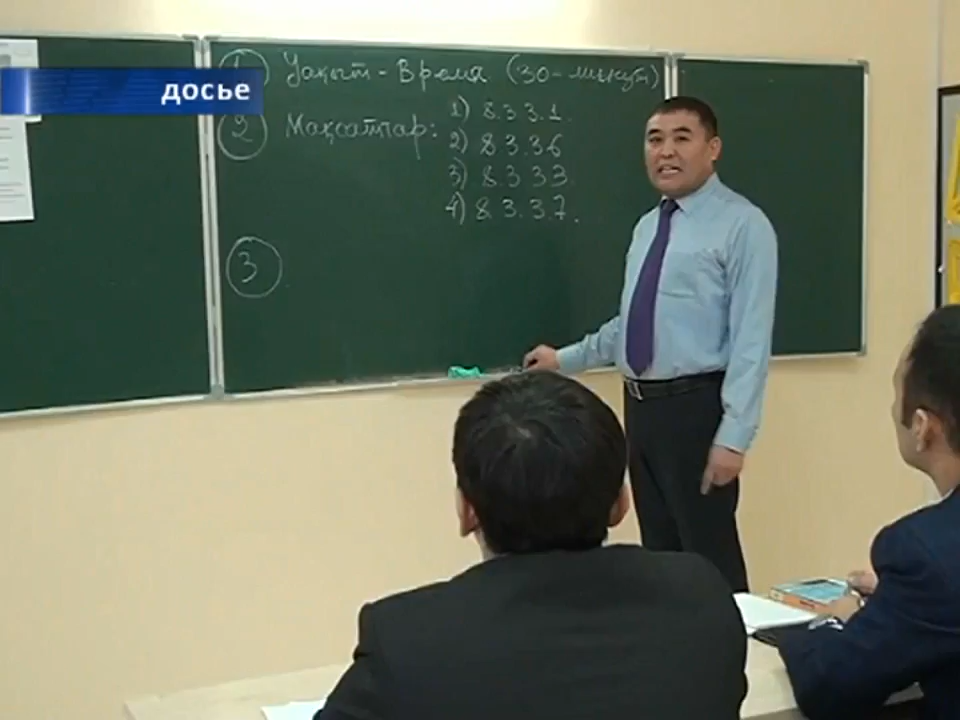 досье
1 Уақыт - Время (30 - минут)
2 Мақсаттар: 1) 8.3 3.1.
2) 8.3.3 6
3) 8.3 3 3.
4) 8.3.3.7.
3